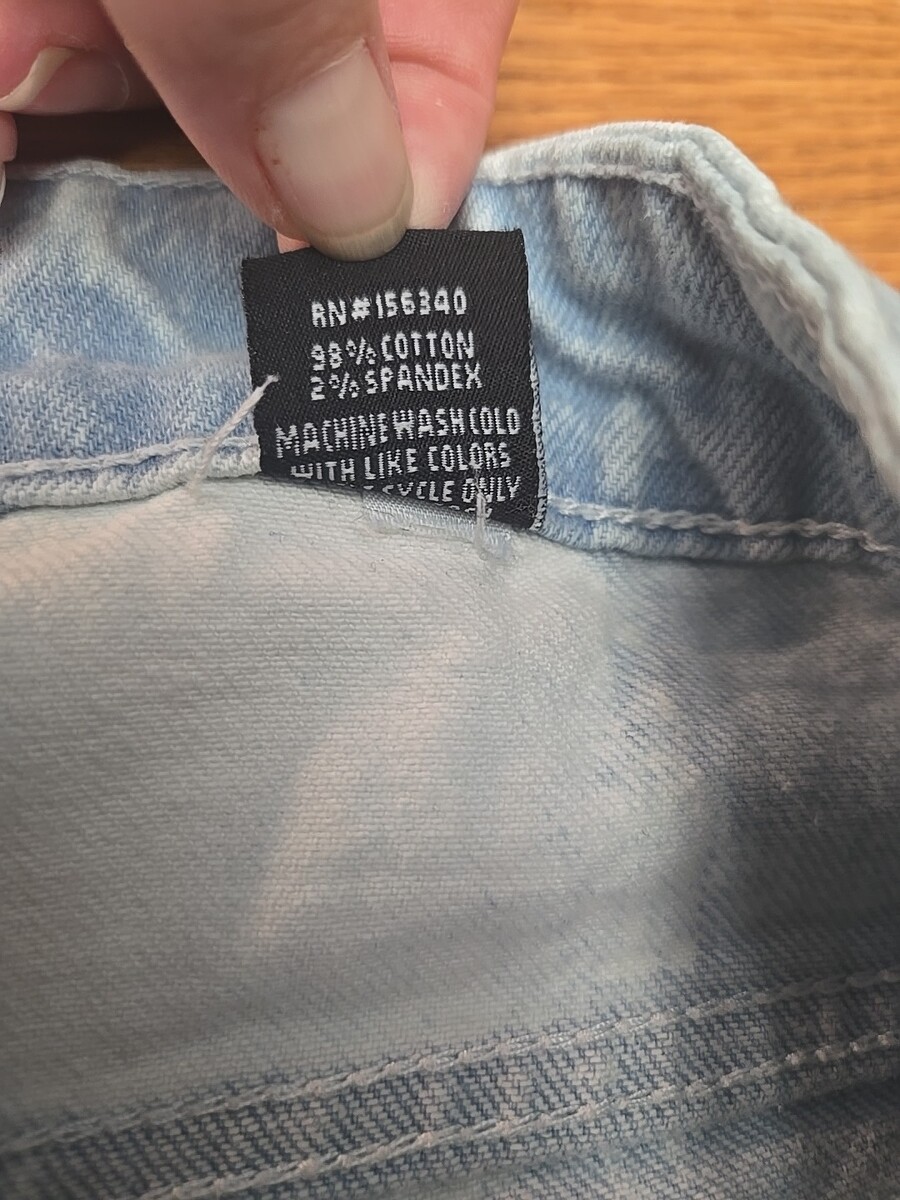 RN#156340
98% COTTON
2% SPANDEX
MACHINE WASH COLD
WITH LIKE COLORS
CYCLE ONLY